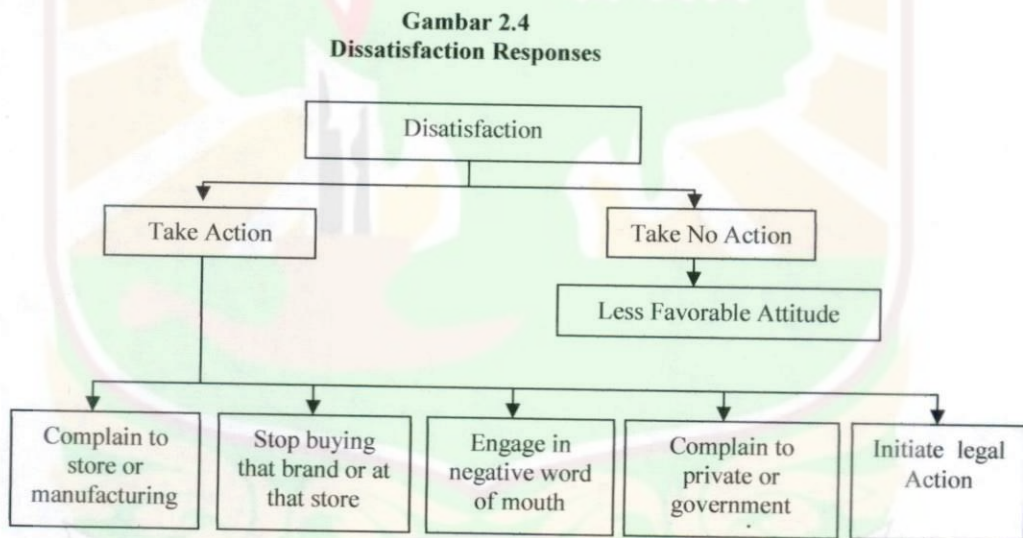 Gambar 2.4
Dissatisfaction Responses
Disatisfaction
Take Action
Take No Action
Less Favorable Attitude
Complain to
store or
manufacturing
Stop buying
that brand or at
that store
Engage in
negative word
of mouth
Complain to
private or
government
Initiate legal
Action